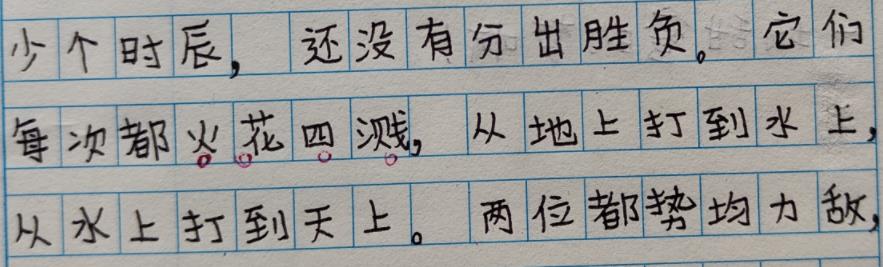 少个时辰，还没有分出胜负。它们
每次都火花四溅，从地上打到水上，
从水上打到天上。两位都势均力敌，